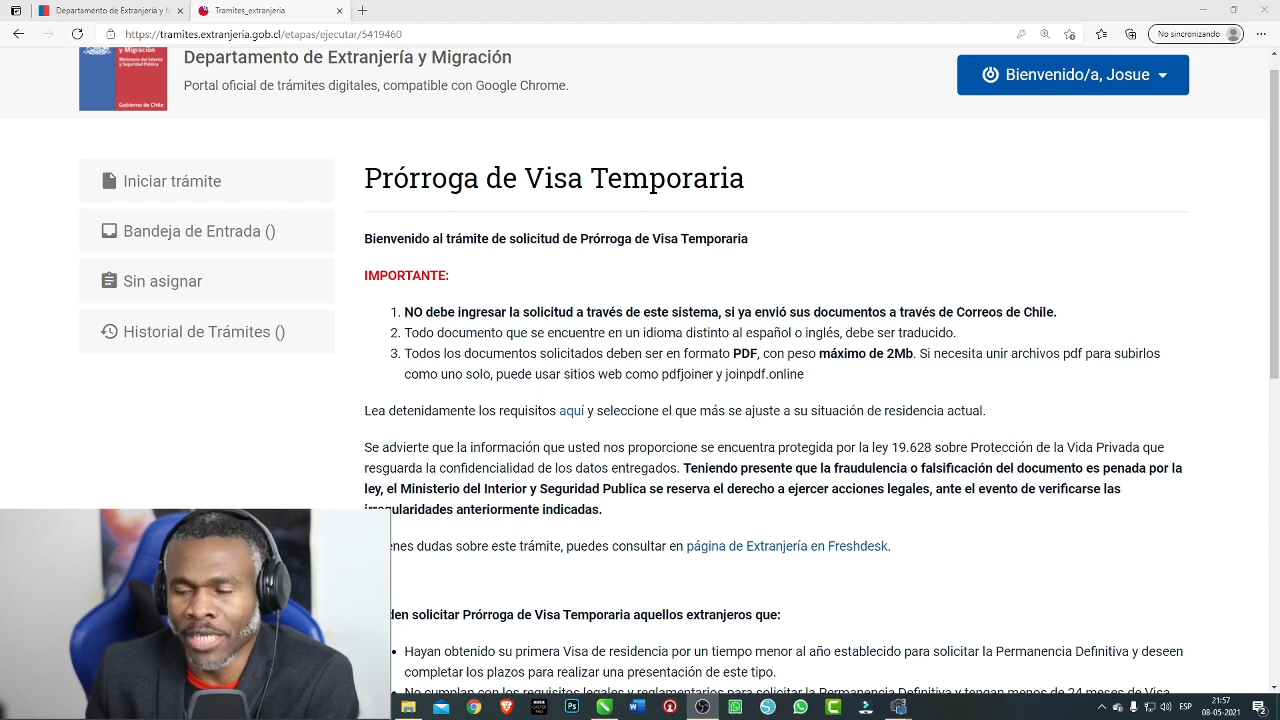 Departamento de Extranjería y M
Tramites_extranjeria
https://tramites.extranjeria.gob.cl/etapas/ejecutar/5419460
No sincronizando
y Migración
Ministerio del Interior
y Seguridad Pública
Gobierno de Chile
Departamento de Extranjería y Migración
Portal oficial de trámites digitales, compatible con Google Chrome.
Bienvenido/a, Josue
Iniciar trámite
Bandeja de Entrada ()
Sin asignar
Historial de Trámites ()
Prórroga de Visa Temporaria
Bienvenido al trámite de solicitud de Prórroga de Visa Temporaria
IMPORTANTE:
1. NO debe ingresar la solicitud a través de este sistema, si ya envió sus documentos a través de Correos de Chile.
2. Todo documento que se encuentre en un idioma distinto al español o inglés, debe ser traducido.
3. Todos los documentos solicitados deben ser en formato PDF, con peso máximo de 2Mb. Si necesita unir archivos pdf para subirlos
como uno solo, puede usar sitios web como pdfjoiner y joinpdf.online
Lea detenidamente los requisitos aquí y seleccione el que más se ajuste a su situación de residencia actual.
Se advierte que la información que usted nos proporcione se encuentra protegida por la ley 19.628 sobre Protección de la Vida Privada que
resguarda la confidencialidad de los datos entregados. Teniendo presente que la fraudulencia o falsificación del documento es penada por la
ley, el Ministerio del Interior y Seguridad Publica se reserva el derecho a ejercer acciones legales, ante el evento de verificarse las
irregularidades anteriormente indicadas.
enes dudas sobre este trámite, puedes consultar en página de Extranjería en Freshdesk.
den solicitar Prórroga de Visa Temporaria aquellos extranjeros que:
Hayan obtenido su primera Visa de residencia por un tiempo menor al año establecido para solicitar la Permanencia Definitiva y deseen
completar los plazos para realizar una presentación de este tipo.
No cumplan con los requisitos legales y reglamentarios para solicitar la Permanencia Definitiva y tengan menos de 24 meses de Visa
QUICK
CASTER
PRO
Ps
ESP
21:57
08-05-2021